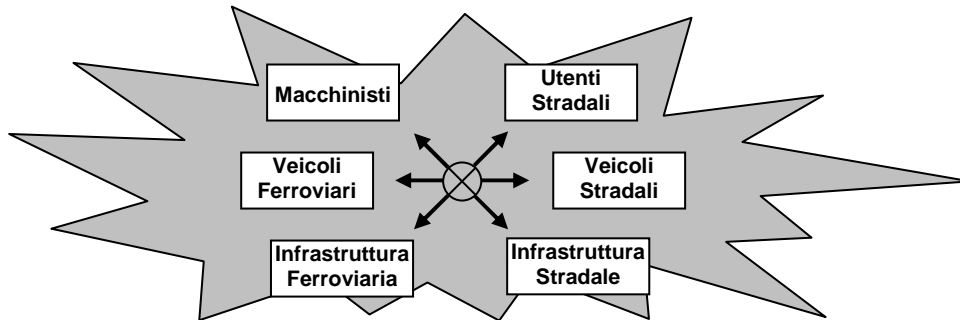 Macchinisti
Utenti
Stradali
Veicoli
Ferroviari
Veicoli
Stradali
Infrastruttura
Ferroviaria
Infrastruttura
Stradale